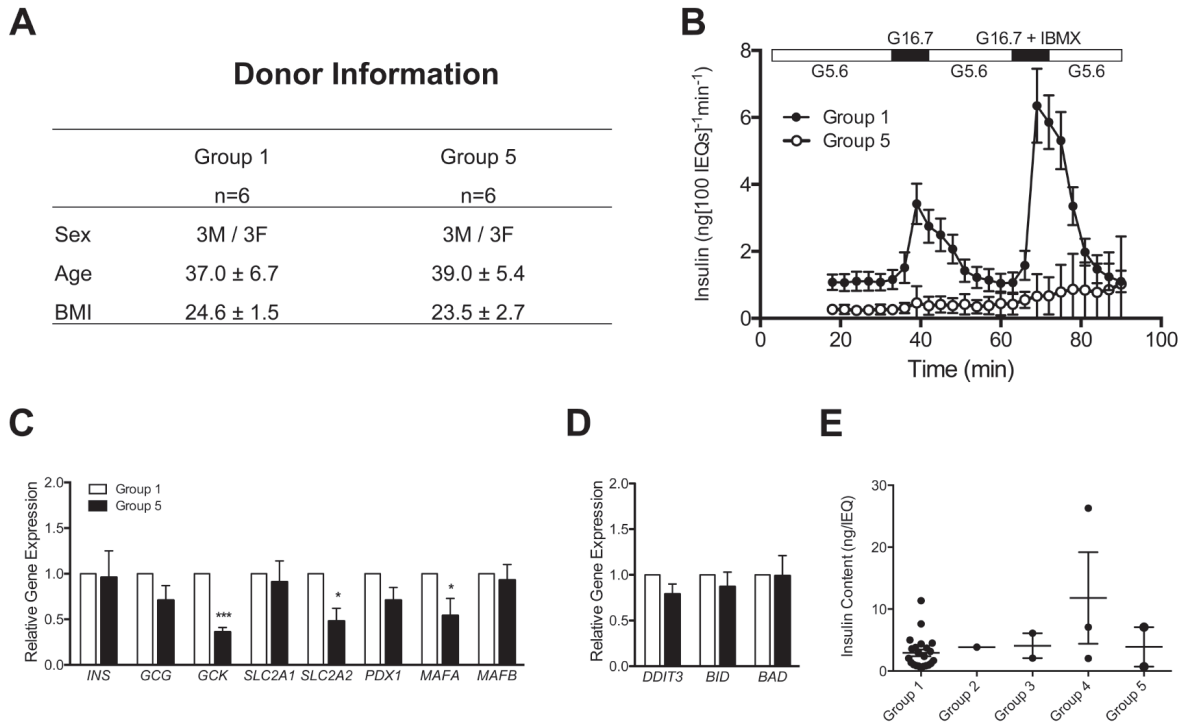 A
Donor Information
Group 1 Group 5
n=6 n=6
Sex 3M / 3F 3M / 3F
Age 37.0 ± 6.7 39.0 ± 5.4
BMI 24.6 ± 1.5 23.5 ± 2.7
B
G16.7 G16.7 + IBMX
G5.6 G5.6 G5.6
Group 1
Group 5
Insulin (ng[100 IEQs]⁻¹min⁻¹)
8
6
4
2
0
0 20 40 60 80 100
Time (min)
C
Group 1
Group 5
Relative Gene Expression
2.0
1.5
1.0
0.5
0.0
*** * *
INS GCG GCK SLC2A1 SLC2A2 PDX1 MAFA MAFB
D
Relative Gene Expression
2.0
1.5
1.0
0.5
0.0
DDIT3 BID BAD
E
Insulin Content (ng/IEQ)
30
20
10
0
Group 1 Group 2 Group 3 Group 4 Group 5